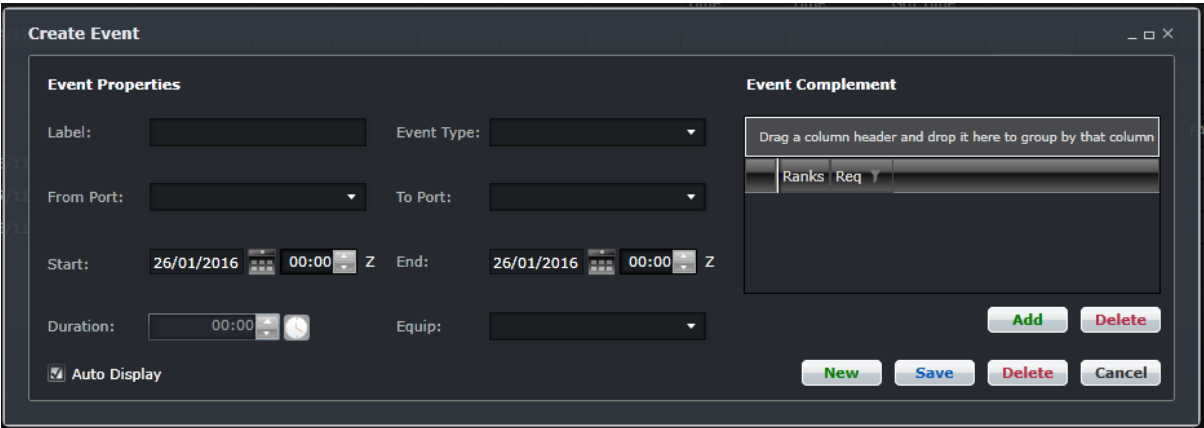 Create Event
Event Properties
Label:
Event Type:
From Port:
To Port:
Start: 26/01/2016 00:00 Z
End: 26/01/2016 00:00 Z
Duration: 00:00
Equip:
Auto Display
Event Complement
Drag a column header and drop it here to group by that column
Ranks Req
Add Delete
New Save Delete Cancel